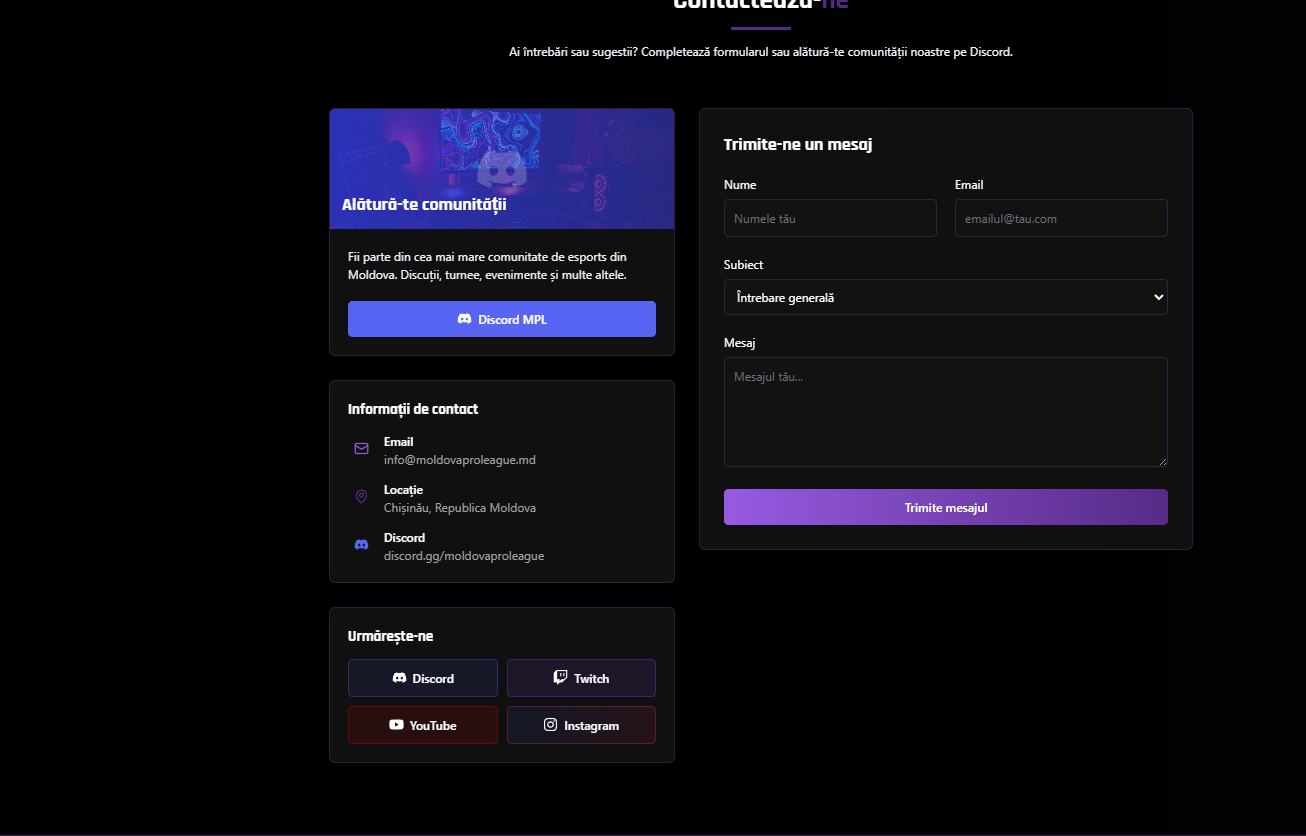 Contactează-ne
Ai întrebări sau sugestii? Completează formularul sau alătură-te comunității noastre pe Discord.
Alătură-te comunității
Fii parte din cea mai mare comunitate de esports din
Moldova. Discuții, turnee, evenimente și multe altele.
Discord MPL
Informații de contact
Email
info@moldovaproleague.md
Locație
Chișinău, Republica Moldova
Discord
discord.gg/moldovaproleague
Urmărește-ne
Discord
Twitch
YouTube
Instagram
Trimite-ne un mesaj
Nume
Email
Numele tău
emailul@tau.com
Subiect
Întrebare generală
Mesaj
Mesajul tău...
Trimite mesajul